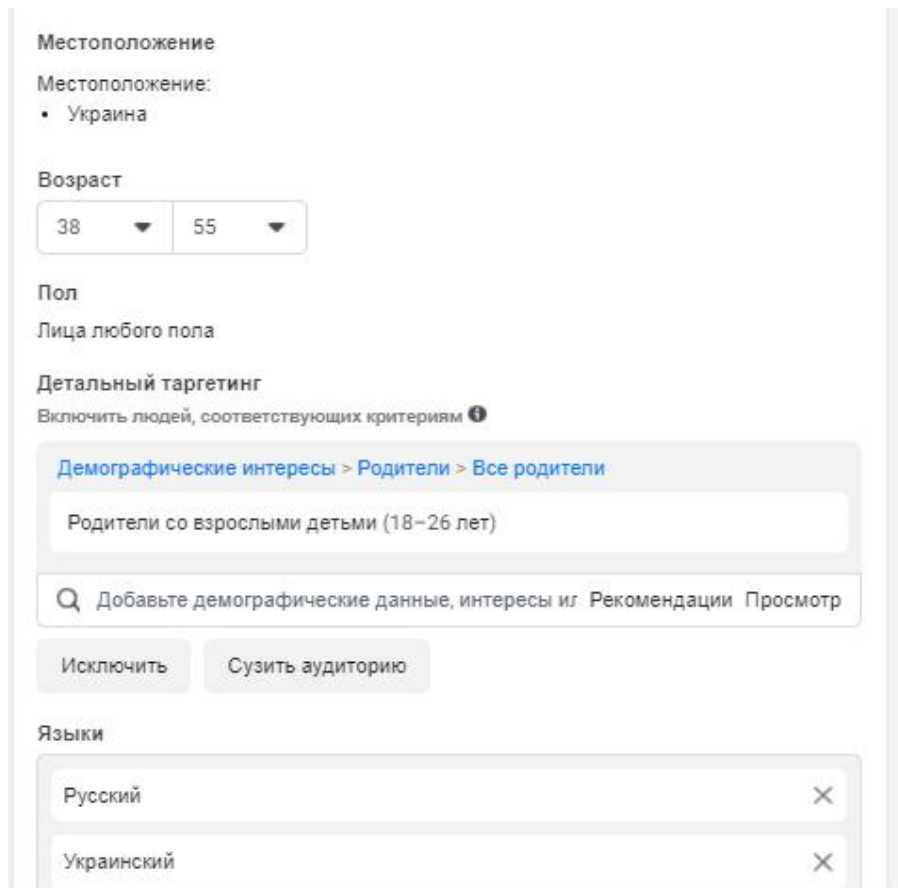 Местоположение
Местоположение:
• Украина
Возраст
38 55
Пол
Лица любого пола
Детальный таргетинг
Включить людей, соответствующих критериям
Демографические интересы > Родители > Все родители
Родители со взрослыми детьми (18–26 лет)
Добавьте демографические данные, интересы ил Рекомендации Просмотр
Исключить Сузить аудиторию
Языки
Русский
Украинский